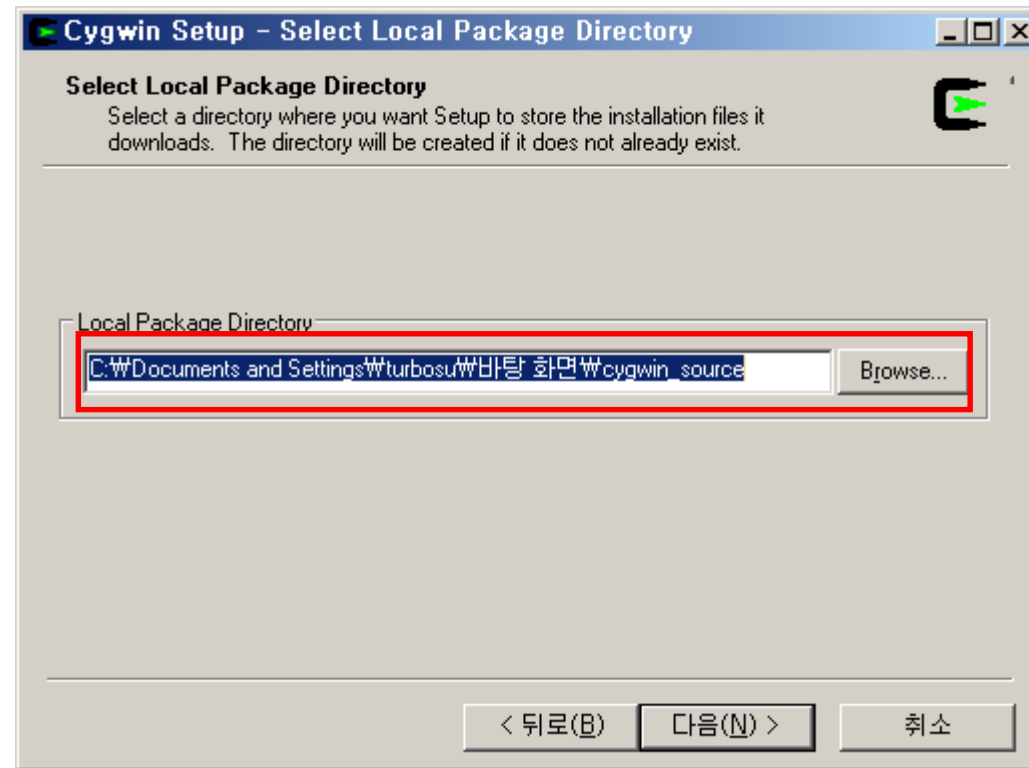 Cygwin Setup - Select Local Package Directory
Select Local Package Directory
Select a directory where you want Setup to store the installation files it
downloads. The directory will be created if it does not already exist.
Local Package Directory
C:₩Documents and Settings₩turbosu₩바탕 화면₩cygwin_source
Browse...
< 뒤로(B)
다음(N) >
취소